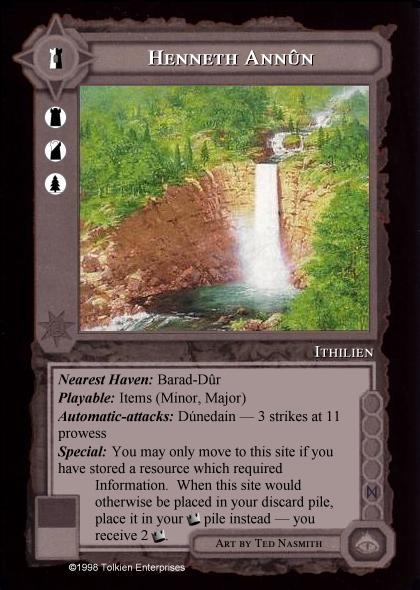 HENNETH ANNÛN
ITHILIEN
Nearest Haven: Barad-Dûr
Playable: Items (Minor, Major)
Automatic-attacks: Dúnedain — 3 strikes at 11
prowess
Special: You may only move to this site if you
have stored a resource which required
Information. When this site would
otherwise be placed in your discard pile,
place it in your pile instead — you
receive 2 .
ART BY TED NASMITH
©1998 Tolkien Enterprises